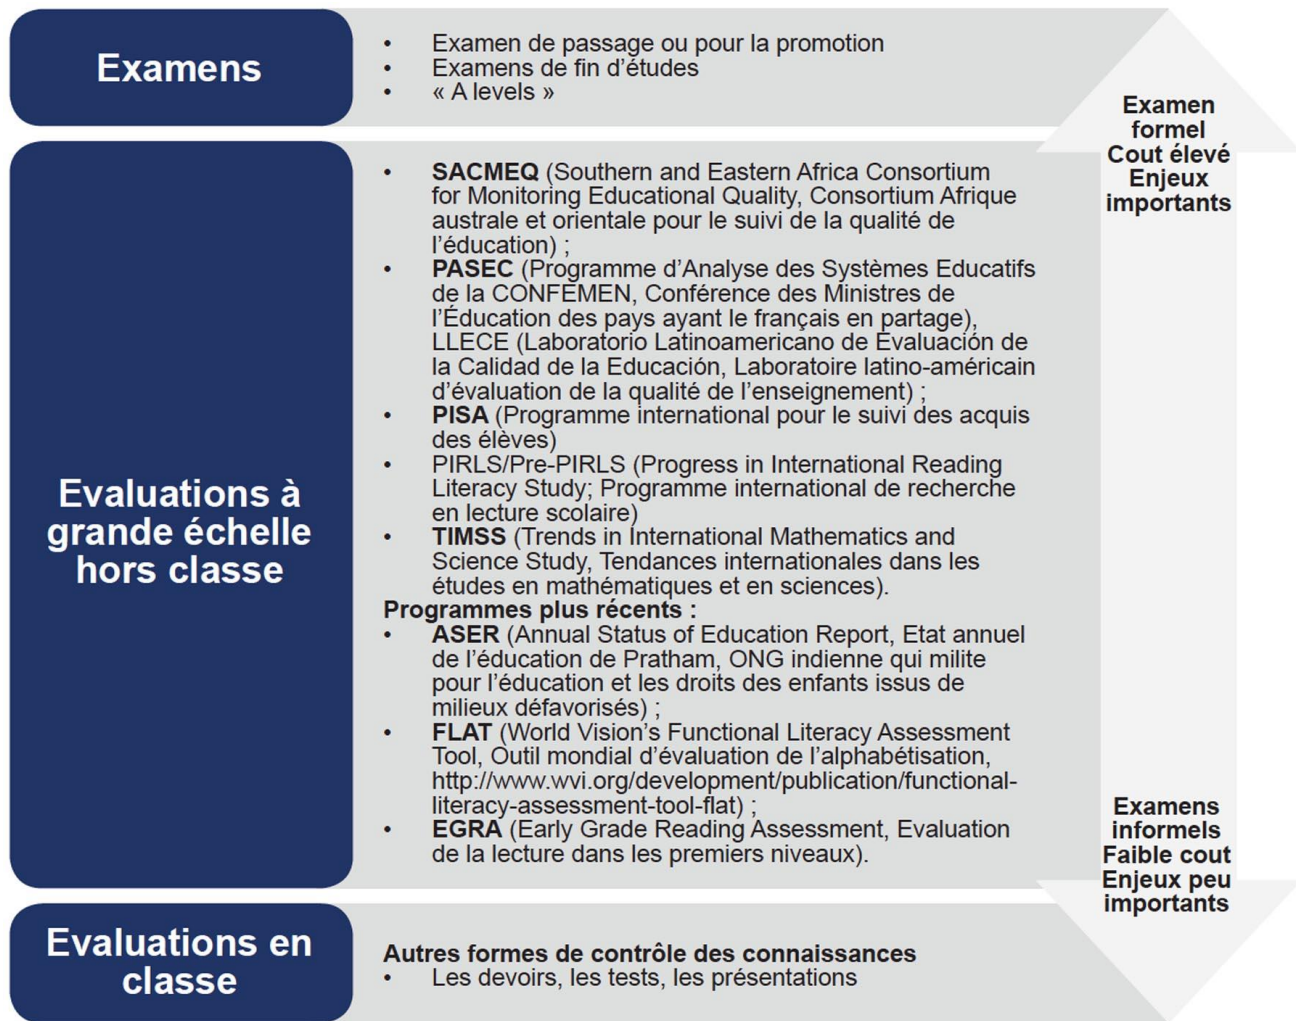 Examens
• Examen de passage ou pour la promotion
• Examens de fin d’études
• « A levels »
Examen
formel
Cout élevé
Enjeux
importants
Evaluations à
grande échelle
hors classe
• SACMEQ (Southern and Eastern Africa Consortium
for Monitoring Educational Quality, Consortium Afrique
australe et orientale pour le suivi de la qualité de
l’éducation) ;
• PASEC (Programme d’Analyse des Systèmes Educatifs
de la CONFEMEN, Conférence des Ministres de
l’Éducation des pays ayant le français en partage),
LLECE (Laboratorio Latinoamericano de Evaluación de
la Calidad de la Educación, Laboratoire latino-américain
d’évaluation de la qualité de l’enseignement) ;
• PISA (Programme international pour le suivi des acquis
des élèves)
• PIRLS/Pre-PIRLS (Progress in International Reading
Literacy Study; Programme international de recherche
en lecture scolaire)
• TIMSS (Trends in International Mathematics and
Science Study, Tendances internationales dans les
études en mathématiques et en sciences).
Programmes plus récents :
• ASER (Annual Status of Education Report, Etat annuel
de l’éducation de Pratham, ONG indienne qui milite
pour l’éducation et les droits des enfants issus de
milieux défavorisés) ;
• FLAT (World Vision’s Functional Literacy Assessment
Tool, Outil mondial d’évaluation de l’alphabétisation,
http://www.wvi.org/development/publication/functional-
literacy-assessment-tool-flat) ;
• EGRA (Early Grade Reading Assessment, Evaluation
de la lecture dans les premiers niveaux).
Examens
informels
Faible cout
Enjeux peu
importants
Evaluations en
classe
Autres formes de contrôle des connaissances
• Les devoirs, les tests, les présentations